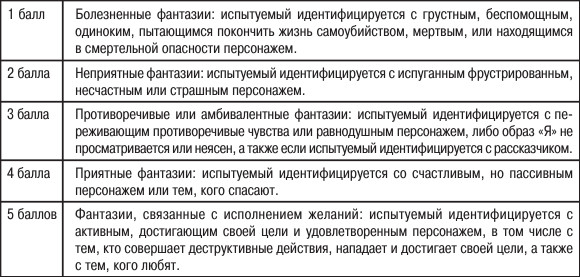 1 балл Болезненные фантазии: испытуемый идентифицируется с грустным, беспомощным,
одиноким, пытающимся покончить жизнь самоубийством, мертвым, или находящимся
в смертельной опасности персонажем.
2 балла Неприятные фантазии: испытуемый идентифицируется с испуганным фрустрированьм,
несчастным или страшным персонажем.
3 балла Противоречивые или амбивалентные фантазии: испытуемый идентифицируется с пе-
реживающим противоречивые чувства или равнодушным персонажем, либо образ «Я» не
просматривается или неясен, а также если испытуемый идентифицируется с рассказчиком.
4 балла Приятные фантазии: испытуемый идентифицируется со счастливым, но пассивным
персонажем или тем, кого спасают.
5 баллов Фантазии, связанные с исполнением желаний: испытуемый идентифицируется с
активным, достигающим своей цели и удовлетворенным персонажем, в том числе с
тем, кто совершает деструктивные действия, нападает и достигает своей цели, а также
с тем, кого любят.